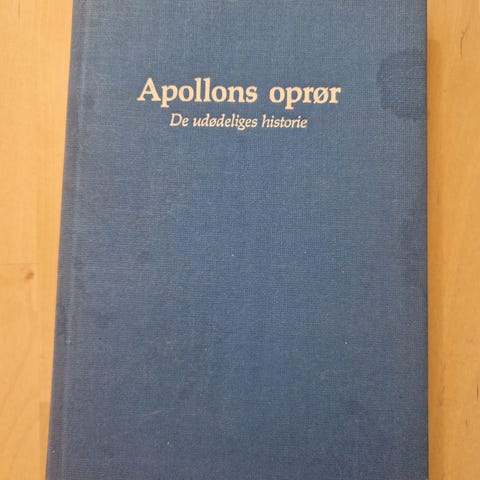 Apollons oprør
De udødeliges historie